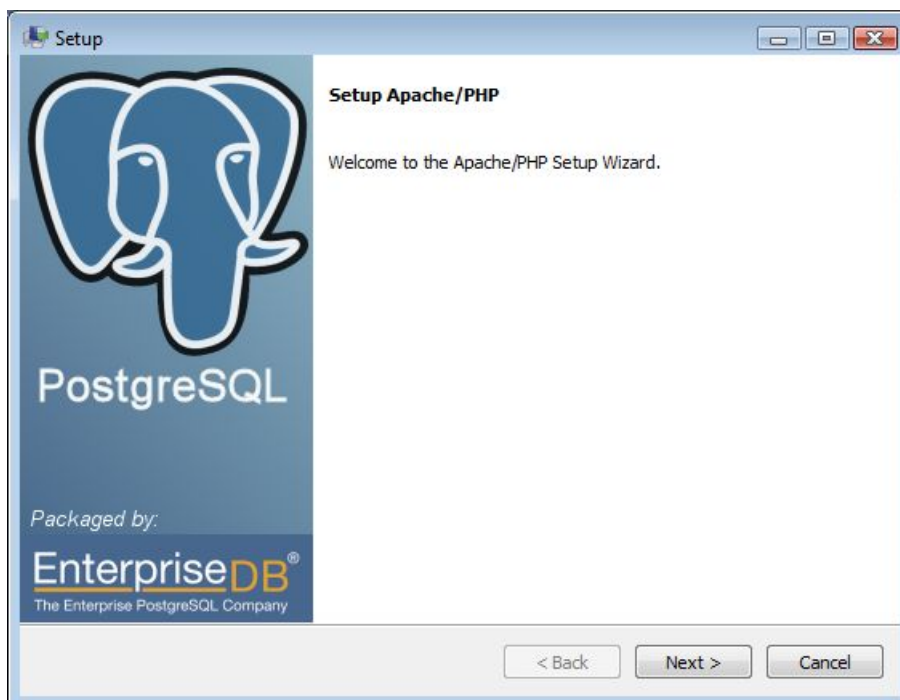 Setup
Setup Apache/PHP
Welcome to the Apache/PHP Setup Wizard.
PostgreSQL
Packaged by:
EnterpriseDB®
The Enterprise PostgreSQL Company
< Back
Next >
Cancel